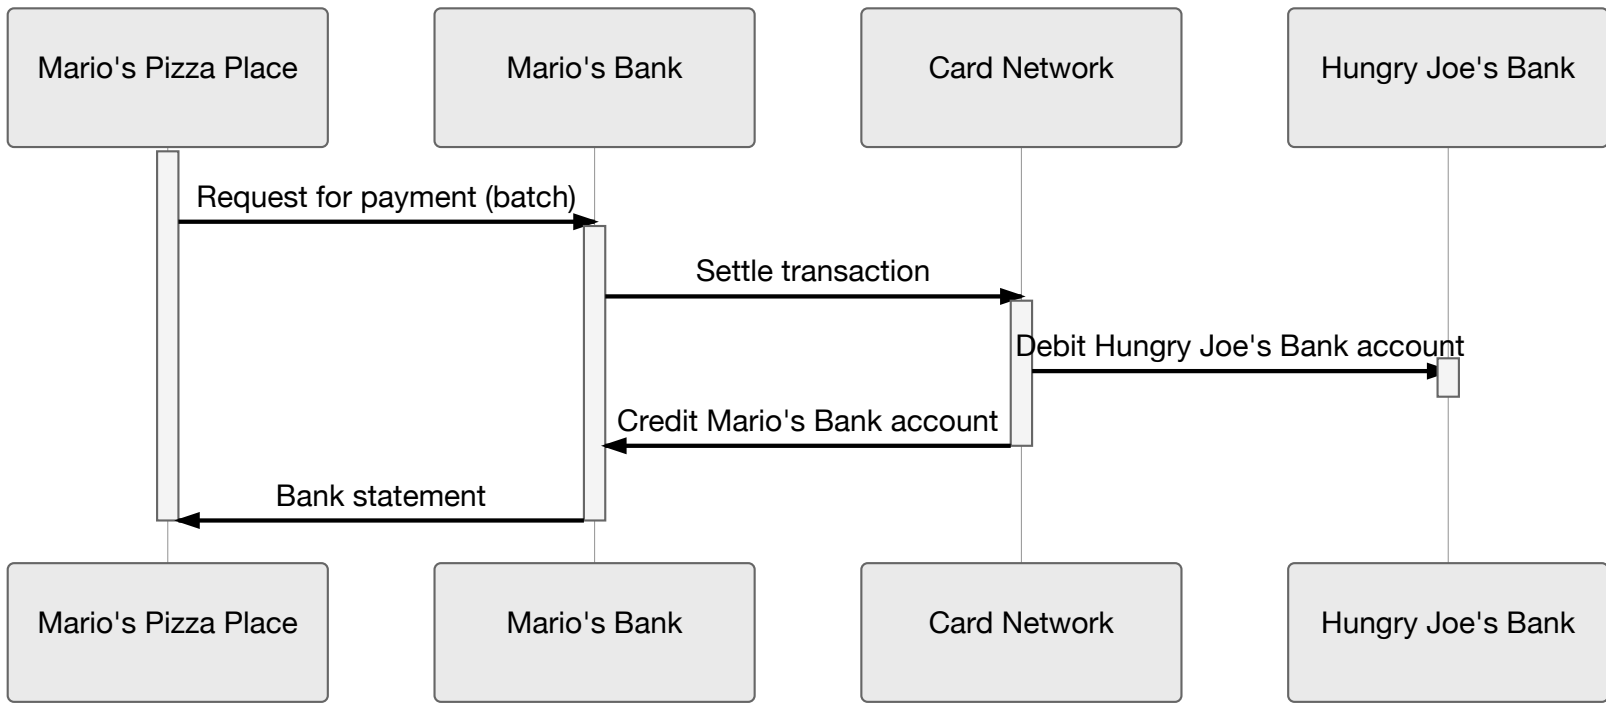 Mario's Pizza Place
Mario's Bank
Card Network
Hungry Joe's Bank
Request for payment (batch)
Settle transaction
Debit Hungry Joe's Bank account
Credit Mario's Bank account
Bank statement
Mario's Pizza Place
Mario's Bank
Card Network
Hungry Joe's Bank